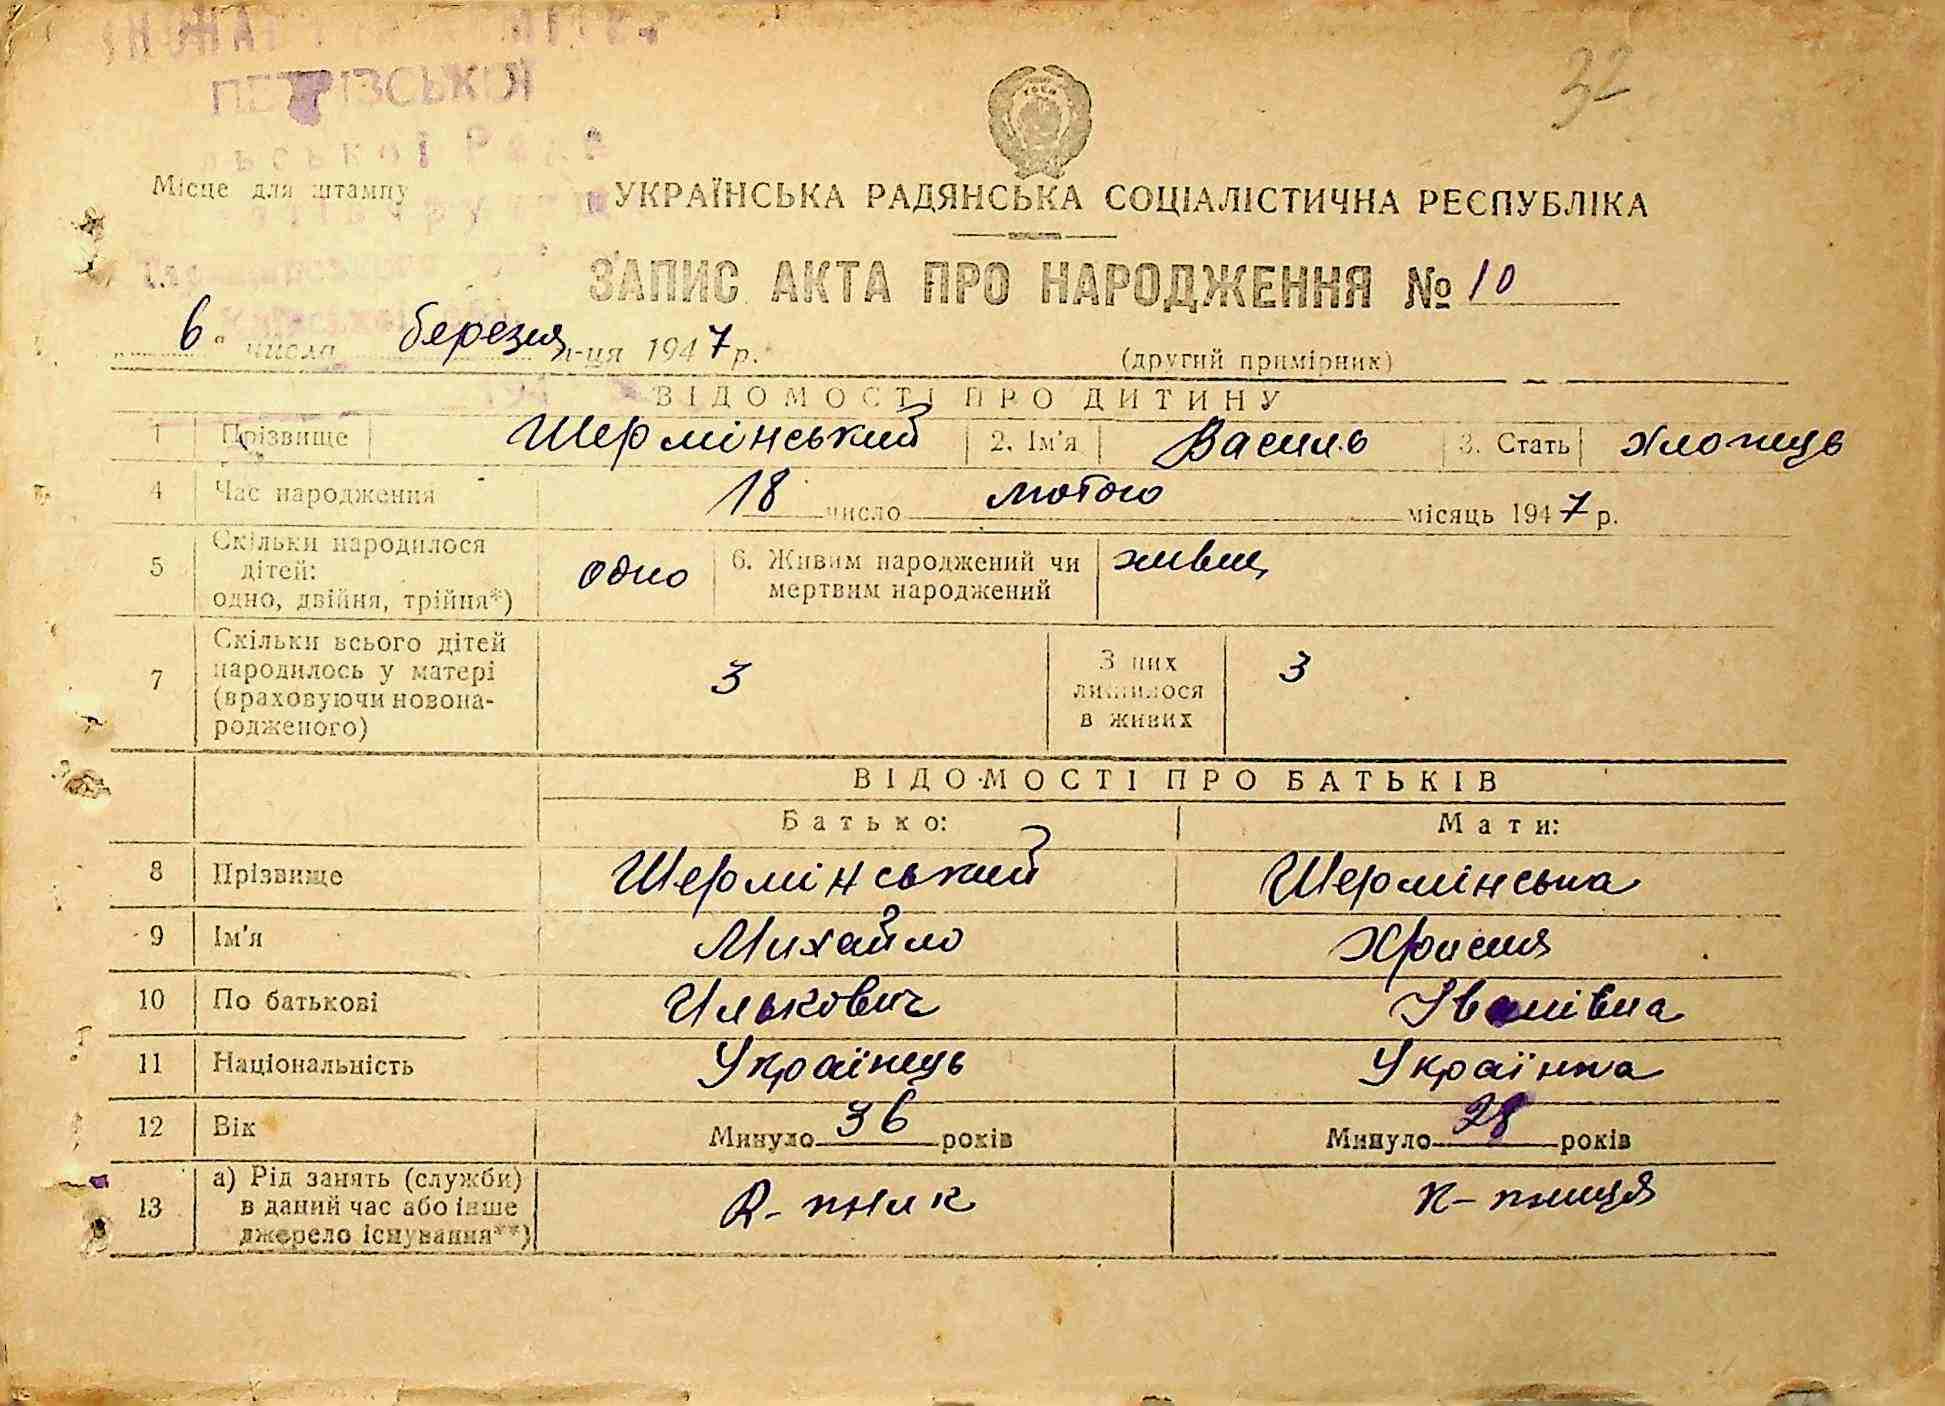 32
ПЕТРІВСЬКОЇ
Місце для штампу
УКРАЇНСЬКА РАДЯНСЬКА СОЦІАЛІСТИЧНА РЕСПУБЛІКА
ЗАПИС АКТА ПРО НАРОДЖЕННЯ № 10
6 " числа березня м-ця 1947 р.
(другий примірник)
ВІДОМОСТІ ПРО ДИТИНУ
1 Прізвище Шермінський 2. Ім'я Василь 3. Стать хлопець
4 Час народження 18 число лютого місяць 1947 р.
5 Скільки народилося дітей: одно, двійня, трійня*) одно 6. Живим народжений чи мертвим народжений живим
7 Скільки всього дітей народилось у матері (враховуючи новонародженого) 3 З них лишилося в живих 3
ВІДОМОСТІ ПРО БАТЬКІВ
Батько: Мати:
8 Прізвище Шермінський Шермінська
9 Ім'я Михайло Хрисия
10 По батькові Илькович Іванівна
11 Національність Українець Українка
12 Вік Минуло 36 років Минуло 28 років
13 а) Рід занять (служби) в даний час або інше джерело існування**) К-пник к-пниця